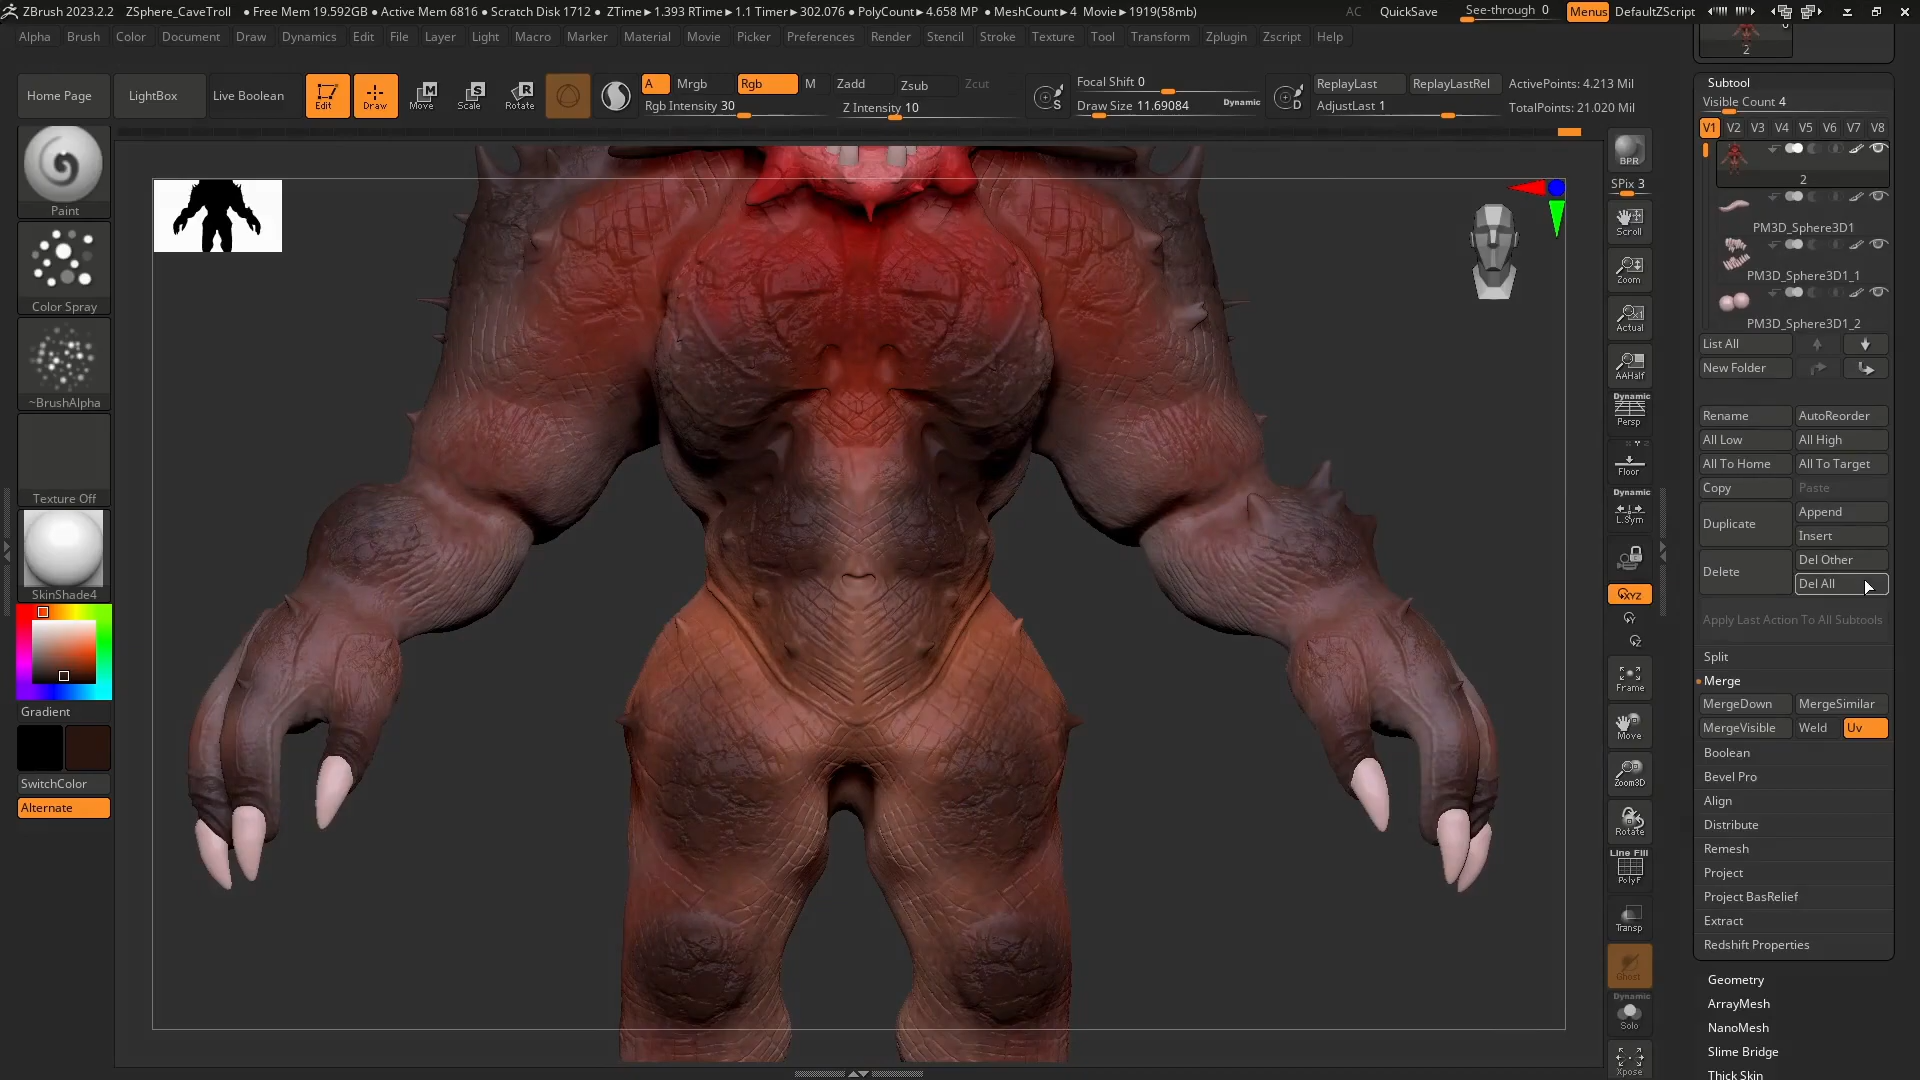 ZBrush 2023.2.2 ZSphere_CaveTroll ● Free Mem 19.592GB ● Active Mem 6816 ● Scratch Disk 1712 ● ZTime►1.393 RTime►1.1 Timer►302.076 ● PolyCount►4.658 MP ● MeshCount►4 Movie►1919(58mb) AC QuickSave See-through 0 Menus DefaultZScript
Alpha Brush Color Document Draw Dynamics Edit File Layer Light Macro Marker Material Movie Picker Preferences Render Stencil Stroke Texture Tool Transform Zplugin Zscript Help
2
Home Page LightBox Live Boolean Edit Draw Move Scale Rotate
A Mrgb Rgb M Zadd Zsub Zcut
Rgb Intensity 30 Z Intensity 10
S Focal Shift 0
Draw Size 11.69084 Dynamic
D ReplayLast ReplayLastRel ActivePoints: 4.213 Mil
AdjustLast 1 TotalPoints: 21.020 Mil
Paint
Color Spray
~BrushAlpha
Texture Off
SkinShade4
Gradient
SwitchColor
Alternate
BPR
SPix 3
Scroll
Zoom
Actual
AAHalf
Dynamic
Persp
Floor
Dynamic
L.Sym
XYZ
Y
Z
Frame
Move
Zoom3D
Rotate
Line Fill
PolyF
Transp
Ghost
Dynamic
Solo
Xpose
Subtool
Visible Count 4
V1 V2 V3 V4 V5 V6 V7 V8
2
PM3D_Sphere3D1
PM3D_Sphere3D1_1
PM3D_Sphere3D1_2
List All
New Folder
Rename AutoReorder
All Low All High
All To Home All To Target
Copy Paste
Duplicate Append
Insert
Delete Del Other
Del All
Apply Last Action To All Subtools
Split
Merge
MergeDown MergeSimilar
MergeVisible Weld Uv
Boolean
Bevel Pro
Align
Distribute
Remesh
Project
Project BasRelief
Extract
Redshift Properties
Geometry
ArrayMesh
NanoMesh
Slime Bridge
Thick Skin